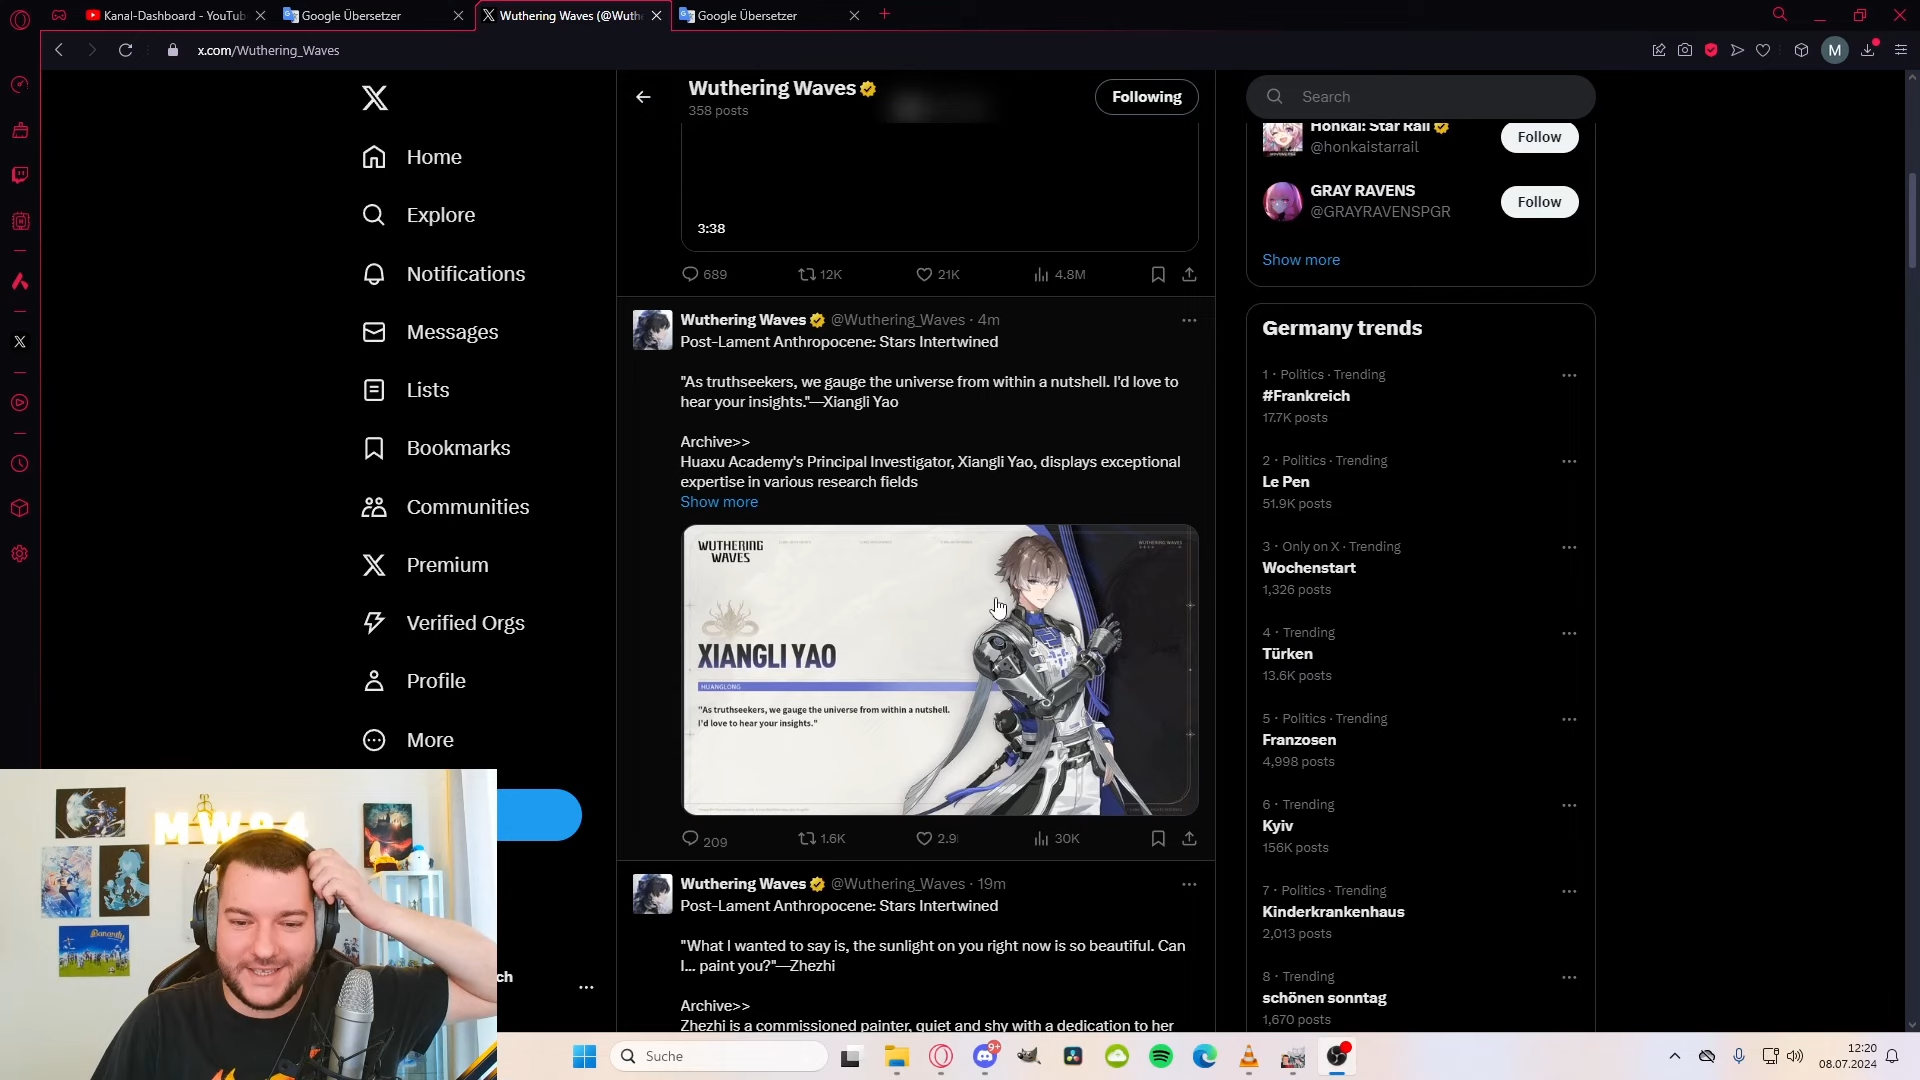 Kanal-Dashboard - YouTub
Google Übersetzer
Wuthering Waves (@Wuth
Google Übersetzer
x.com/Wuthering_Waves
M
Home
Explore
Notifications
Messages
Lists
Bookmarks
Communities
Premium
Verified Orgs
Profile
More
ch
MW84
Wuthering Waves
358 posts
Following
3:38
689
12K
21K
4.8M
Wuthering Waves @Wuthering_Waves · 4m
Post-Lament Anthropocene: Stars Intertwined
"As truthseekers, we gauge the universe from within a nutshell. I'd love to
hear your insights."—Xiangli Yao
Archive>>
Huaxu Academy's Principal Investigator, Xiangli Yao, displays exceptional
expertise in various research fields
Show more
WUTHERING
WAVES
WUTHERING WAVES
XIANGLI YAO
HUANGLONG
"As truthseekers, we gauge the universe from within a nutshell.
I'd love to hear your insights."
209
1.6K
2.9
30K
Wuthering Waves @Wuthering_Waves · 19m
Post-Lament Anthropocene: Stars Intertwined
"What I wanted to say is, the sunlight on you right now is so beautiful. Can
I... paint you?"—Zhezhi
Archive>>
Zhezhi is a commissioned painter, quiet and shy with a dedication to her
Search
Honkai: Star Rail
@honkaistarrail
Follow
GRAY RAVENS
@GRAYRAVENSPGR
Follow
Show more
Germany trends
1 · Politics · Trending
#Frankreich
17.7K posts
2 · Politics · Trending
Le Pen
51.9K posts
3 · Only on X · Trending
Wochenstart
1,326 posts
4 · Trending
Türken
13.6K posts
5 · Politics · Trending
Franzosen
4,998 posts
6 · Trending
Kyiv
156K posts
7 · Politics · Trending
Kinderkrankenhaus
2,013 posts
8 · Trending
schönen sonntag
1,670 posts
Suche
9+
12:20
08.07.2024